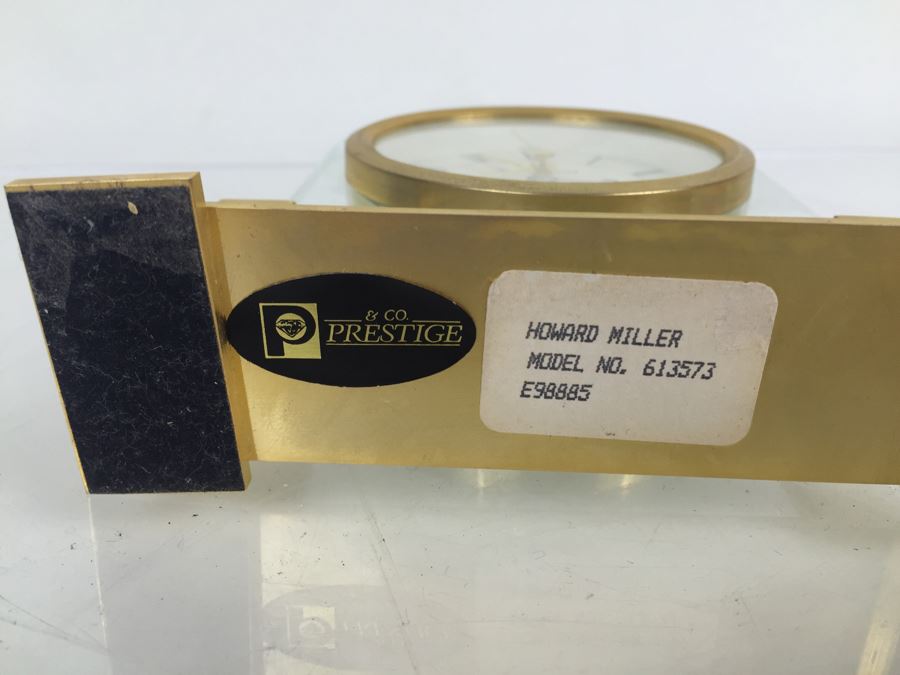 & CO.
PRESTIGE
HOWARD MILLER
MODEL NO. 613573
E98885